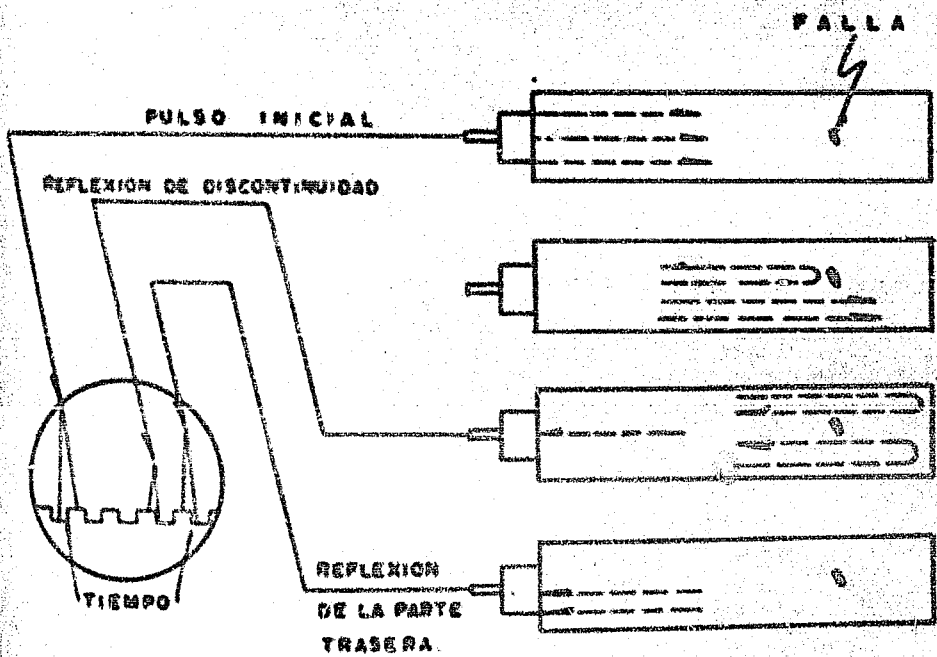 FALLA
PULSO INICIAL
REFLEXION DE DISCONTINUIDAD
TIEMPO
REFLEXION
DE LA PARTE
TRASERA.